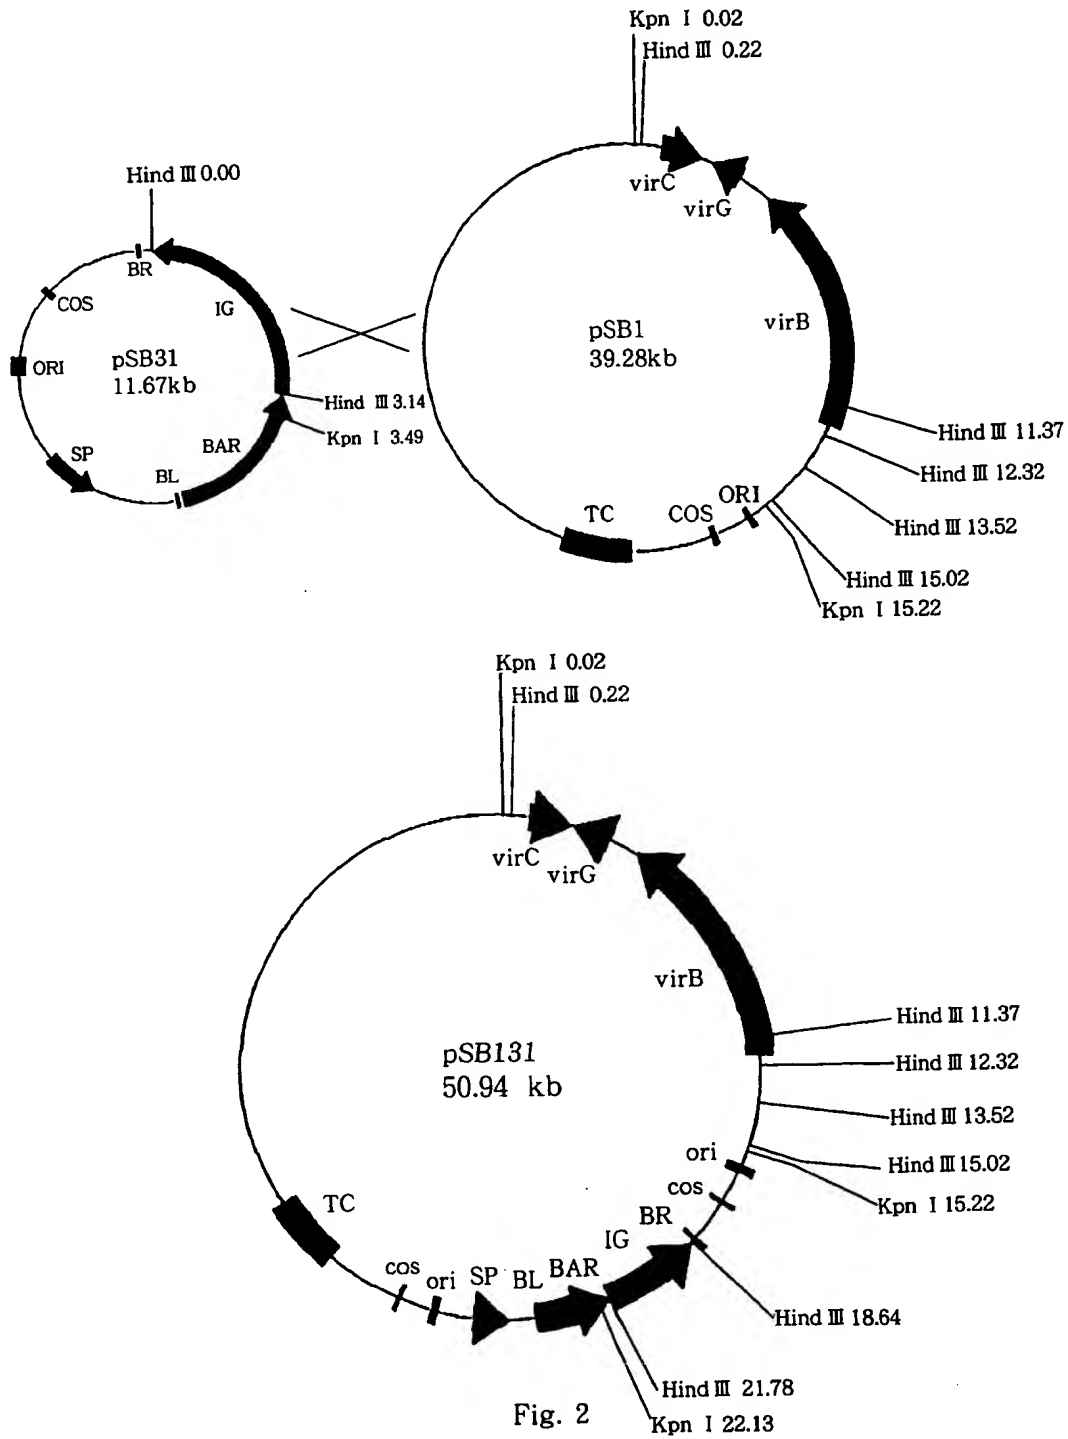 Kpn I 0.02
Hind III 0.22
virC
virG
virB
pSB1
39.28kb
Hind III 11.37
Hind III 12.32
Hind III 13.52
Hind III 15.02
Kpn I 15.22
ORI
COS
TC
Hind III 0.00
BR
COS
IG
ORI
pSB31
11.67kb
Hind III 3.14
Kpn I 3.49
BAR
SP
BL
Kpn I 0.02
Hind III 0.22
virC
virG
virB
pSB131
50.94 kb
Hind III 11.37
Hind III 12.32
Hind III 13.52
Hind III 15.02
Kpn I 15.22
ori
cos
BR
IG
BAR
BL
SP
ori
cos
TC
Hind III 18.64
Hind III 21.78
Kpn I 22.13
Fig. 2